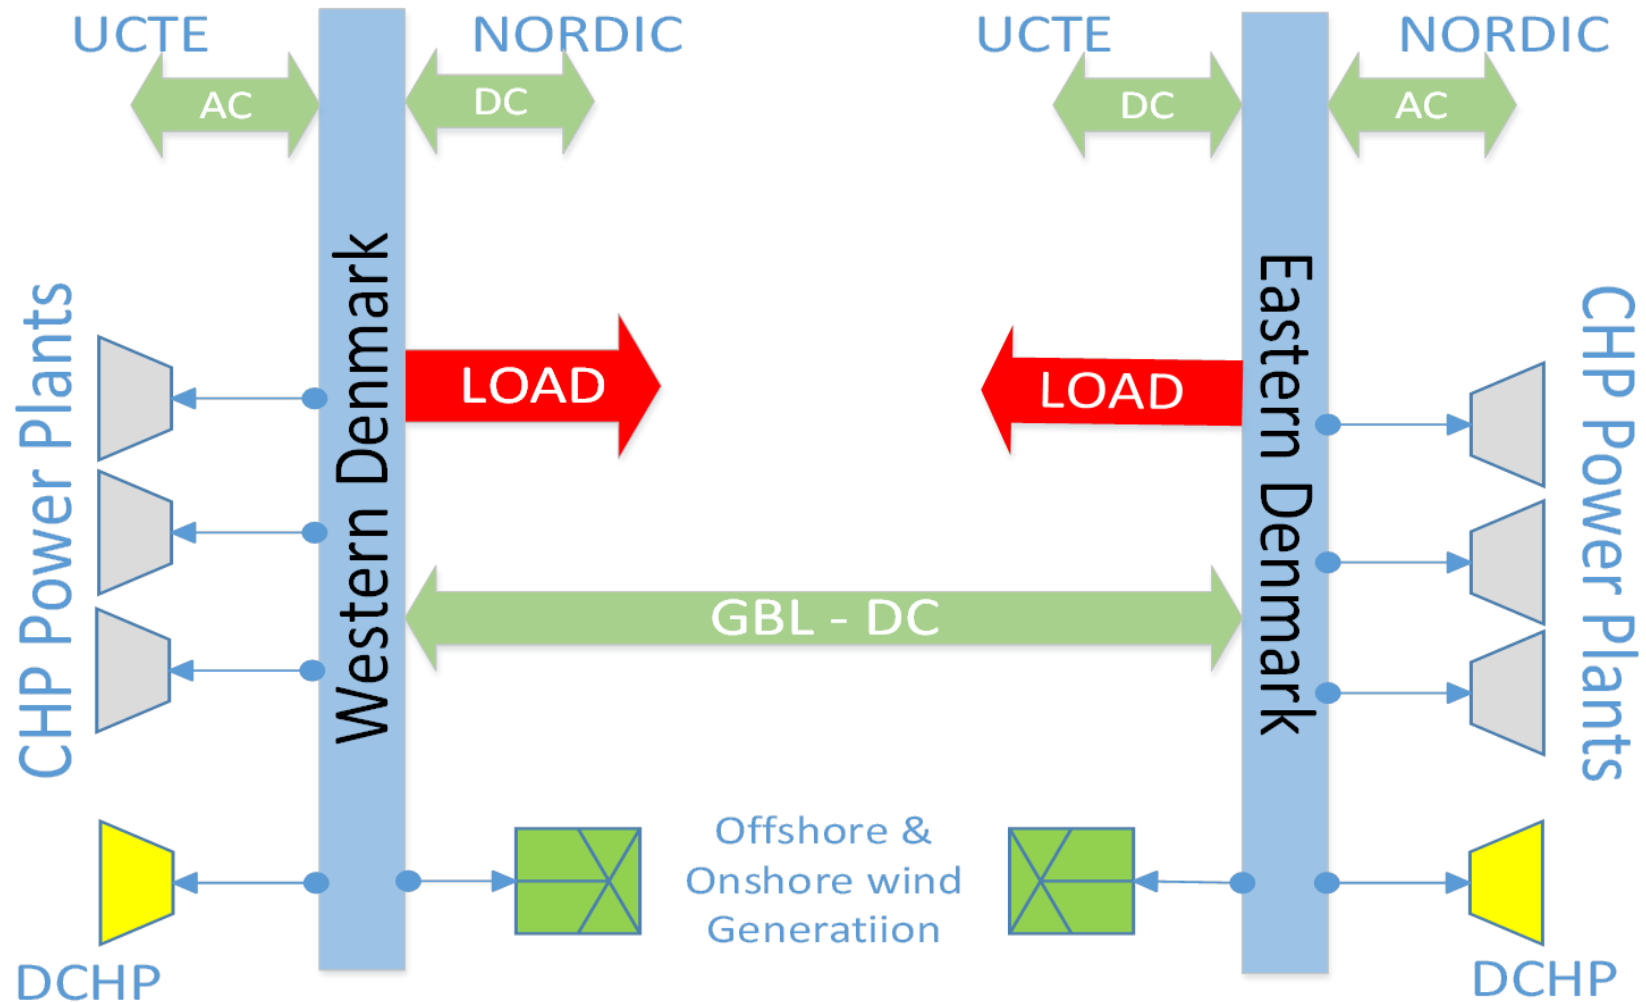 UCTE
NORDIC
UCTE
NORDIC
AC
DC
DC
AC
CHP Power Plants
Western Denmark
LOAD
LOAD
Eastern Denmark
CHP Power Plants
GBL - DC
Offshore &
Onshore wind
Generatiion
DCHP
DCHP